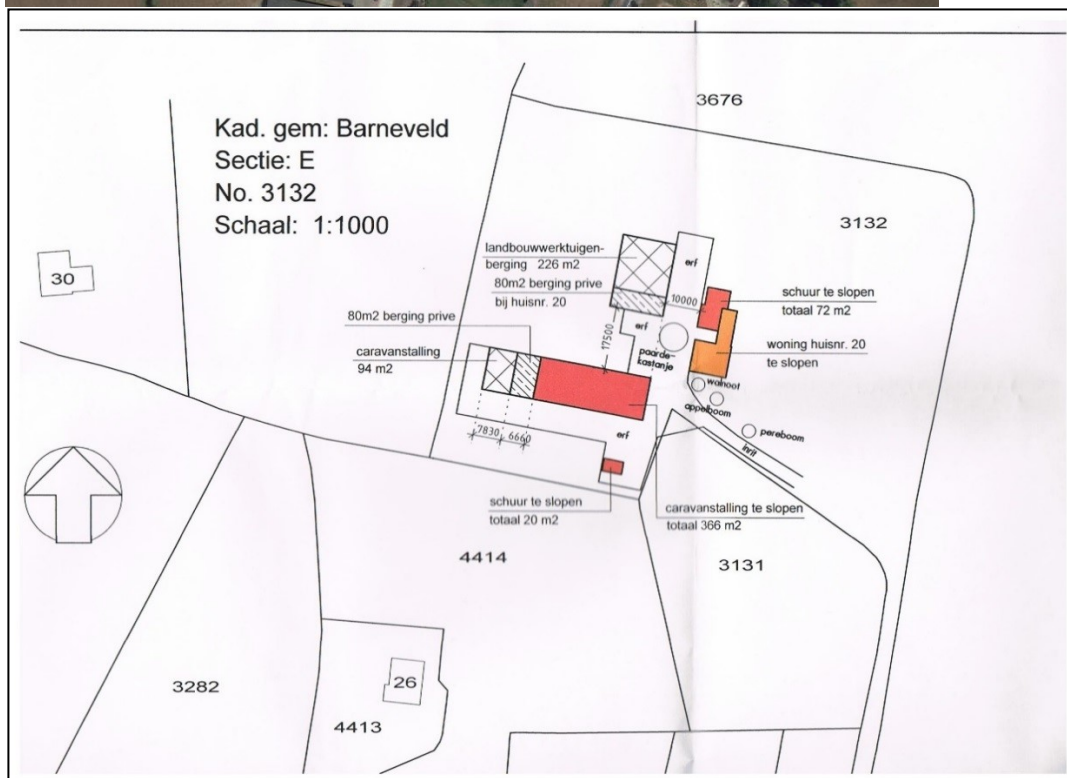 Kad. gem: Barneveld
Sectie: E
No. 3132
Schaal: 1:1000
3676
3132
30
landbouwwerktuigen-
berging 226 m2
80m2 berging prive
bij huisnr. 20
80m2 berging prive
caravanstalling
94 m2
erf
10000
schuur te slopen
totaal 72 m2
erf
17500
paarde-
kastanje
woning huisnr. 20
te slopen
walnoot
appelboom
pereboom
inrit
7830
6660
erf
schuur te slopen
totaal 20 m2
caravanstalling te slopen
totaal 366 m2
4414
3131
3282
26
4413